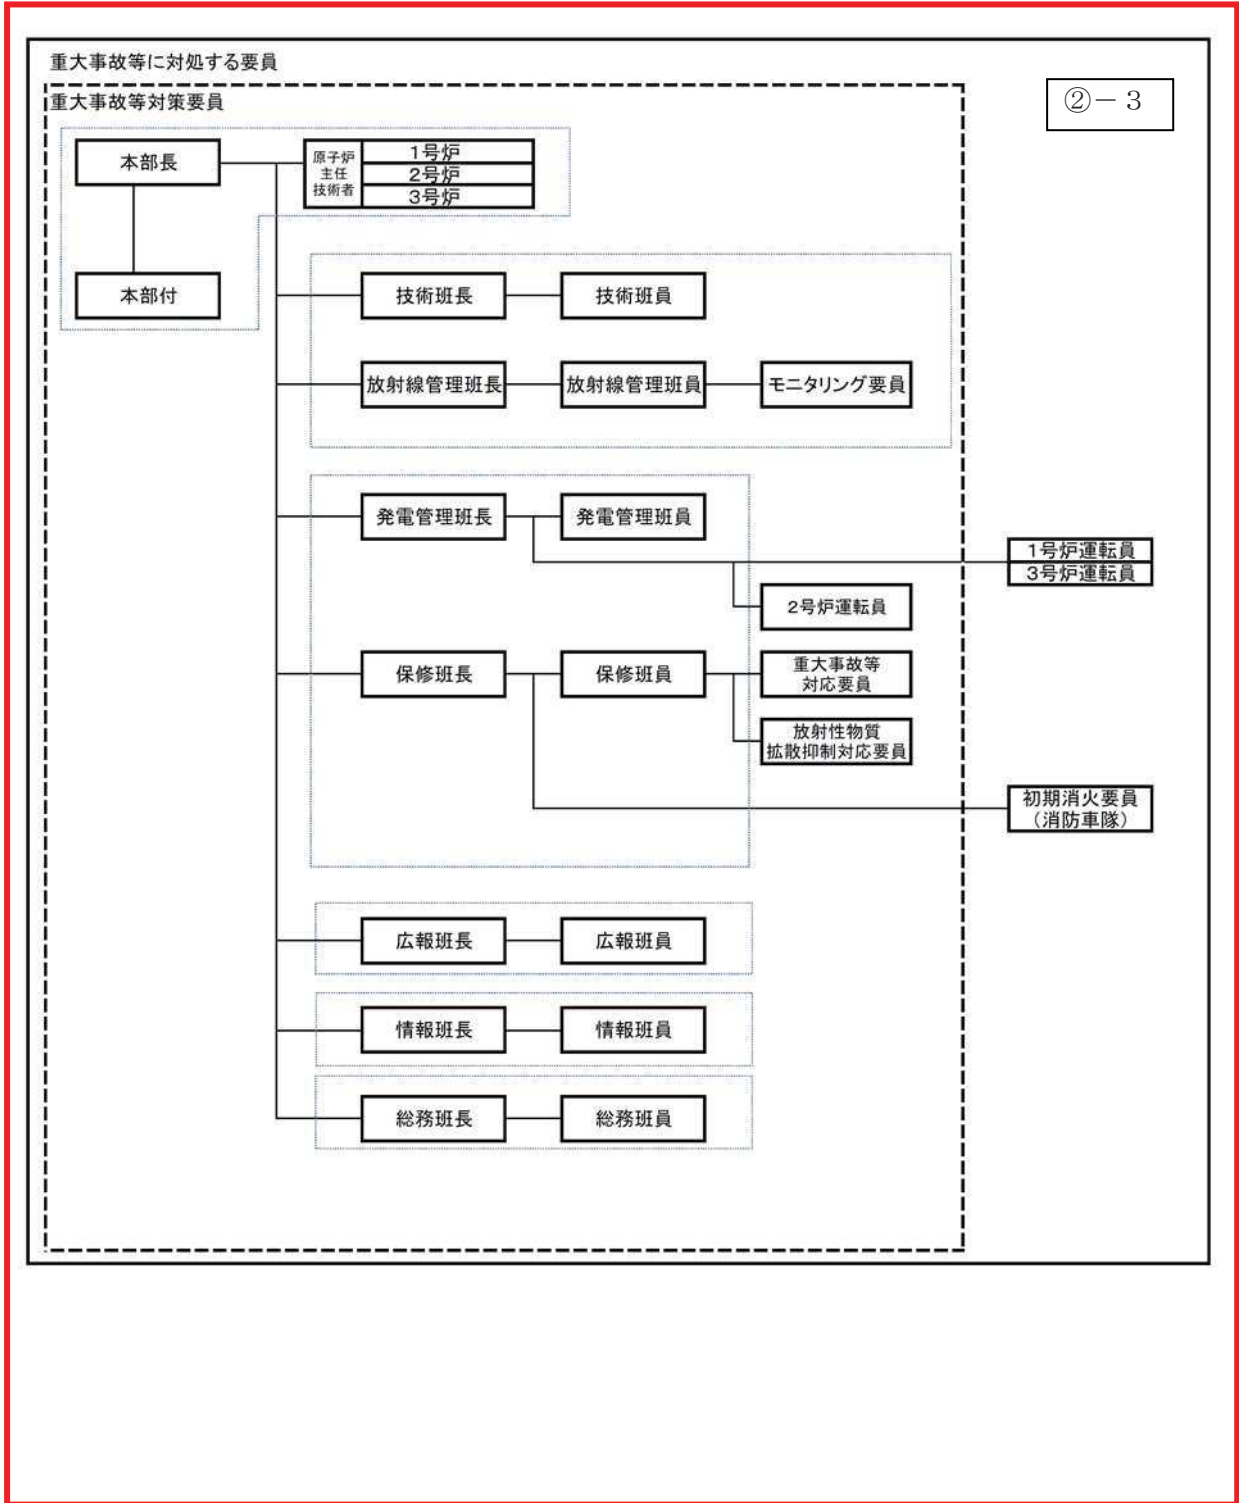 重大事故等に対処する要員
重大事故等対策要員
②－３
本部長
原子炉
主任
技術者
1号炉
2号炉
3号炉
本部付
技術班長
技術班員
放射線管理班長
放射線管理班員
モニタリング要員
発電管理班長
発電管理班員
1号炉運転員
3号炉運転員
2号炉運転員
保修班長
保修班員
重大事故等
対応要員
放射性物質
拡散抑制対応要員
初期消火要員
（消防車隊）
広報班長
広報班員
情報班長
情報班員
総務班長
総務班員